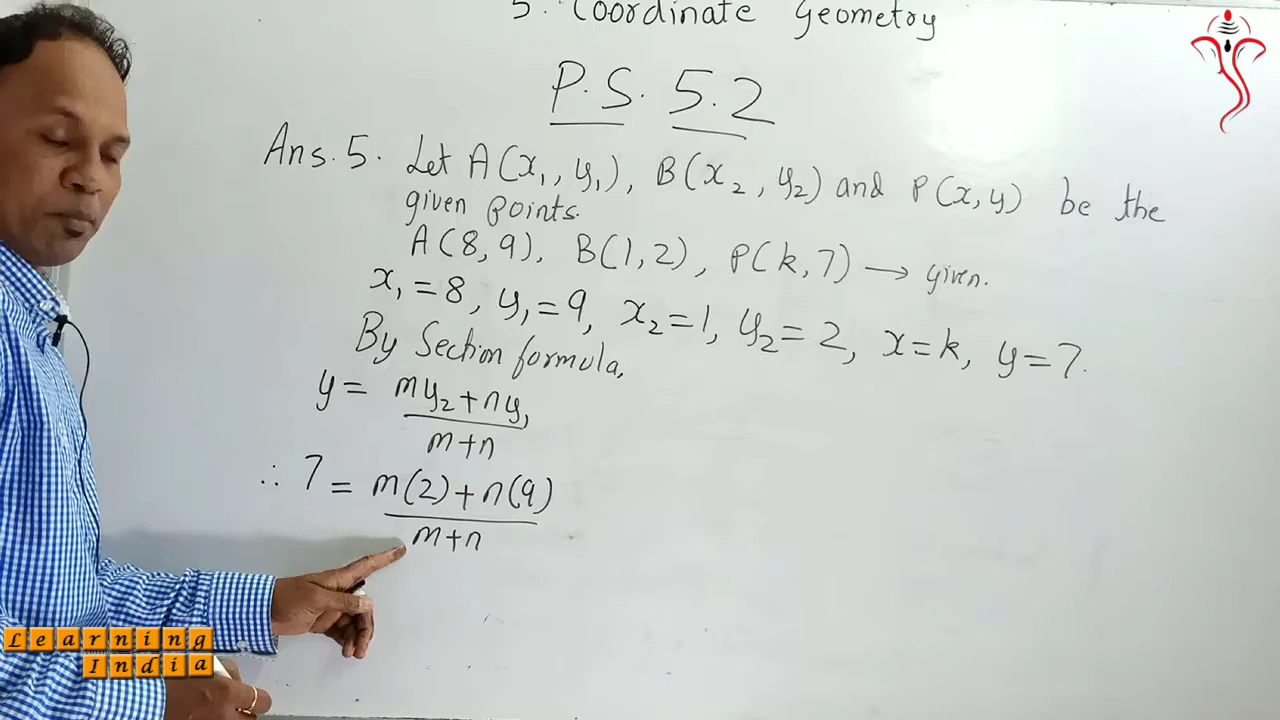 5. Coordinate Geometry
P.S. 5.2
Ans. 5. Let A(x₁, y₁), B(x₂, y₂) and P(x, y) be the
given points.
A(8, 9), B(1, 2), P(k, 7) → given.
x₁ = 8, y₁ = 9, x₂ = 1, y₂ = 2, x = k, y = 7.
By Section formula,
y = my₂ + ny₁
m+n
∴ 7 = m(2) + n(9)
m+n
Learning
India